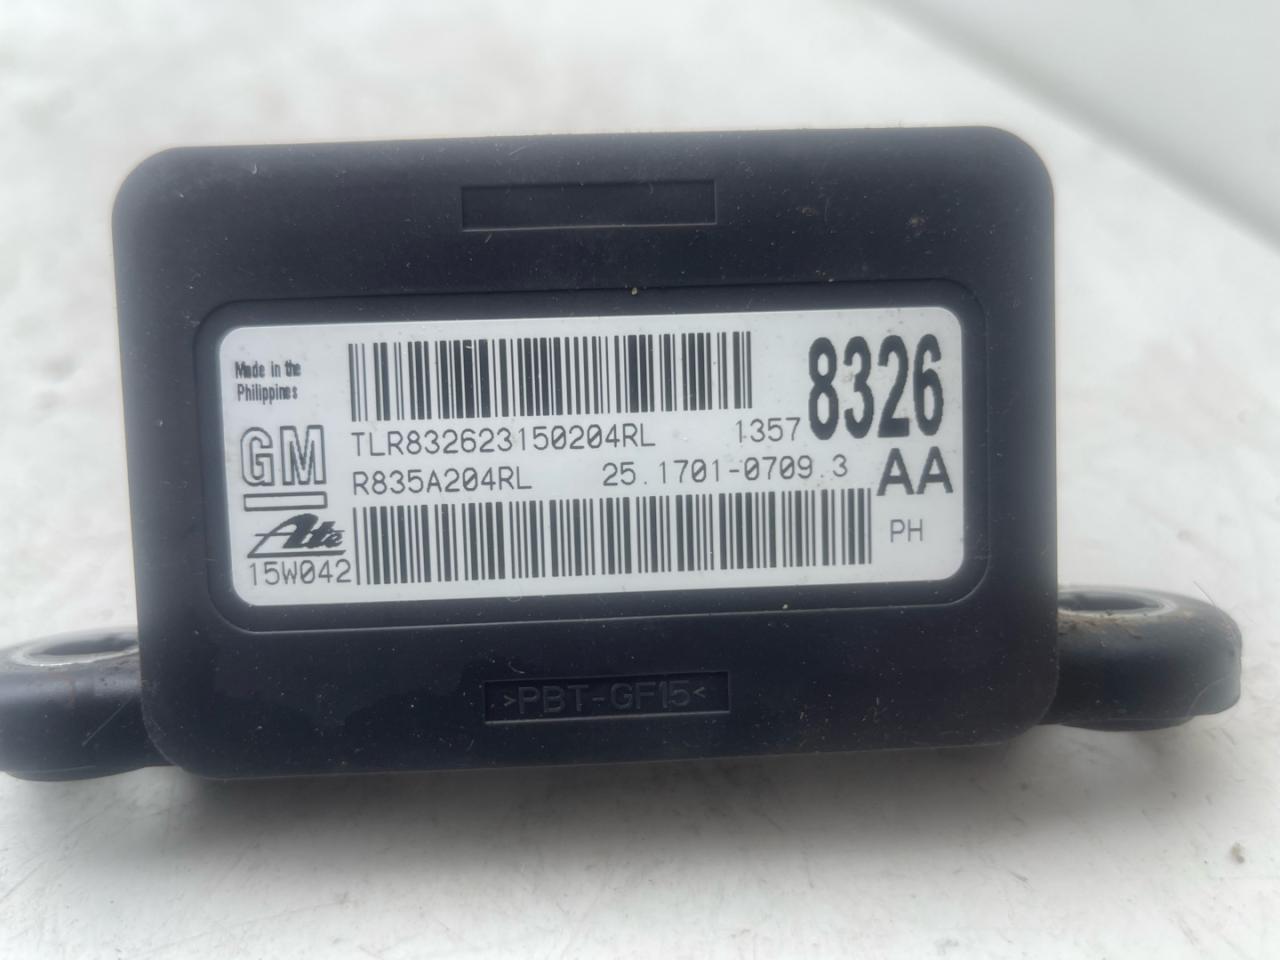 Made in the
Philippines
GM
Ate
15W042
TLR832623150204RL 1357 8326
R835A204RL 25.1701-0709.3 AA
PH
>PBT-GF15<